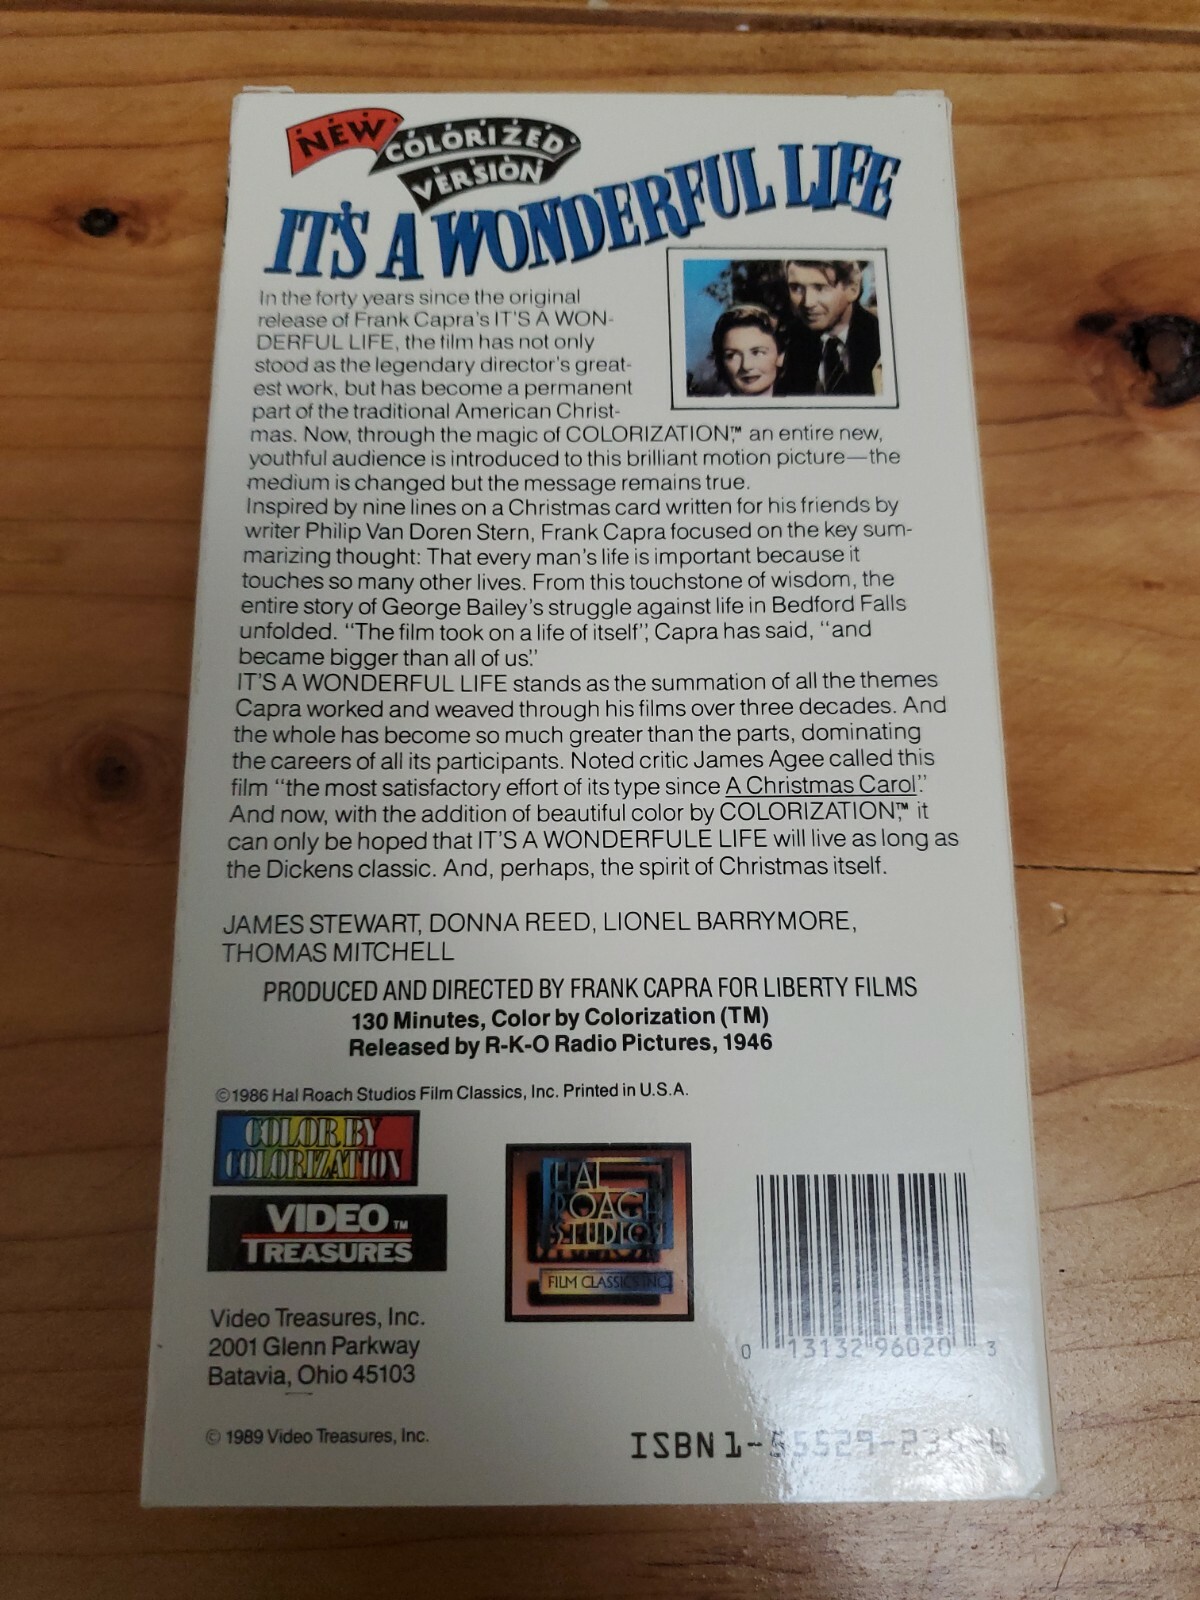 NEW COLORIZED
VERSION
IT'S A WONDERFUL LIFE
In the forty years since the original
release of Frank Capra's IT'S A WON-
DERFUL LIFE, the film has not only
stood as the legendary director's great-
est work, but has become a permanent
part of the traditional American Christ-
mas. Now, through the magic of COLORIZATION,™ an entire new,
youthful audience is introduced to this brilliant motion picture—the
medium is changed but the message remains true.
Inspired by nine lines on a Christmas card written for his friends by
writer Philip Van Doren Stern, Frank Capra focused on the key sum-
marizing thought: That every man's life is important because it
touches so many other lives. From this touchstone of wisdom, the
entire story of George Bailey's struggle against life in Bedford Falls
unfolded. "The film took on a life of itself", Capra has said, "and
became bigger than all of us."
IT'S A WONDERFUL LIFE stands as the summation of all the themes
Capra worked and weaved through his films over three decades. And
the whole has become so much greater than the parts, dominating
the careers of all its participants. Noted critic James Agee called this
film "the most satisfactory effort of its type since A Christmas Carol."
And now, with the addition of beautiful color by COLORIZATION,™ it
can only be hoped that IT'S A WONDERFULE LIFE will live as long as
the Dickens classic. And, perhaps, the spirit of Christmas itself.
JAMES STEWART, DONNA REED, LIONEL BARRYMORE,
THOMAS MITCHELL
PRODUCED AND DIRECTED BY FRANK CAPRA FOR LIBERTY FILMS
130 Minutes, Color by Colorization (TM)
Released by R-K-O Radio Pictures, 1946
©1986 Hal Roach Studios Film Classics, Inc. Printed in U.S.A.
COLOR BY
COLORIZATION
VIDEO TM
TREASURES
HAL
ROACH
STUDIOS
FILM CLASSICS INC.
Video Treasures, Inc.
2001 Glenn Parkway
Batavia, Ohio 45103
0 13132 96020 3
© 1989 Video Treasures, Inc.
ISBN 1-55529-235-6